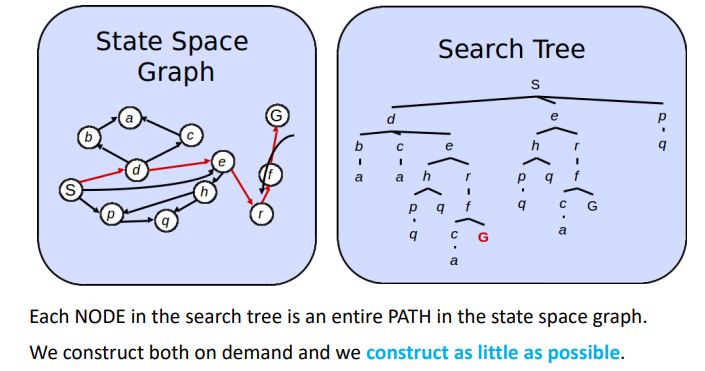 State Space
Graph
a
G
b
c
d
e
f
S
h
p
q
r
Search Tree
S
d e p
b c e h r q
a a h r p q f
p q f q c G
q c G a
a
Each NODE in the search tree is an entire PATH in the state space graph.
We construct both on demand and we construct as little as possible.